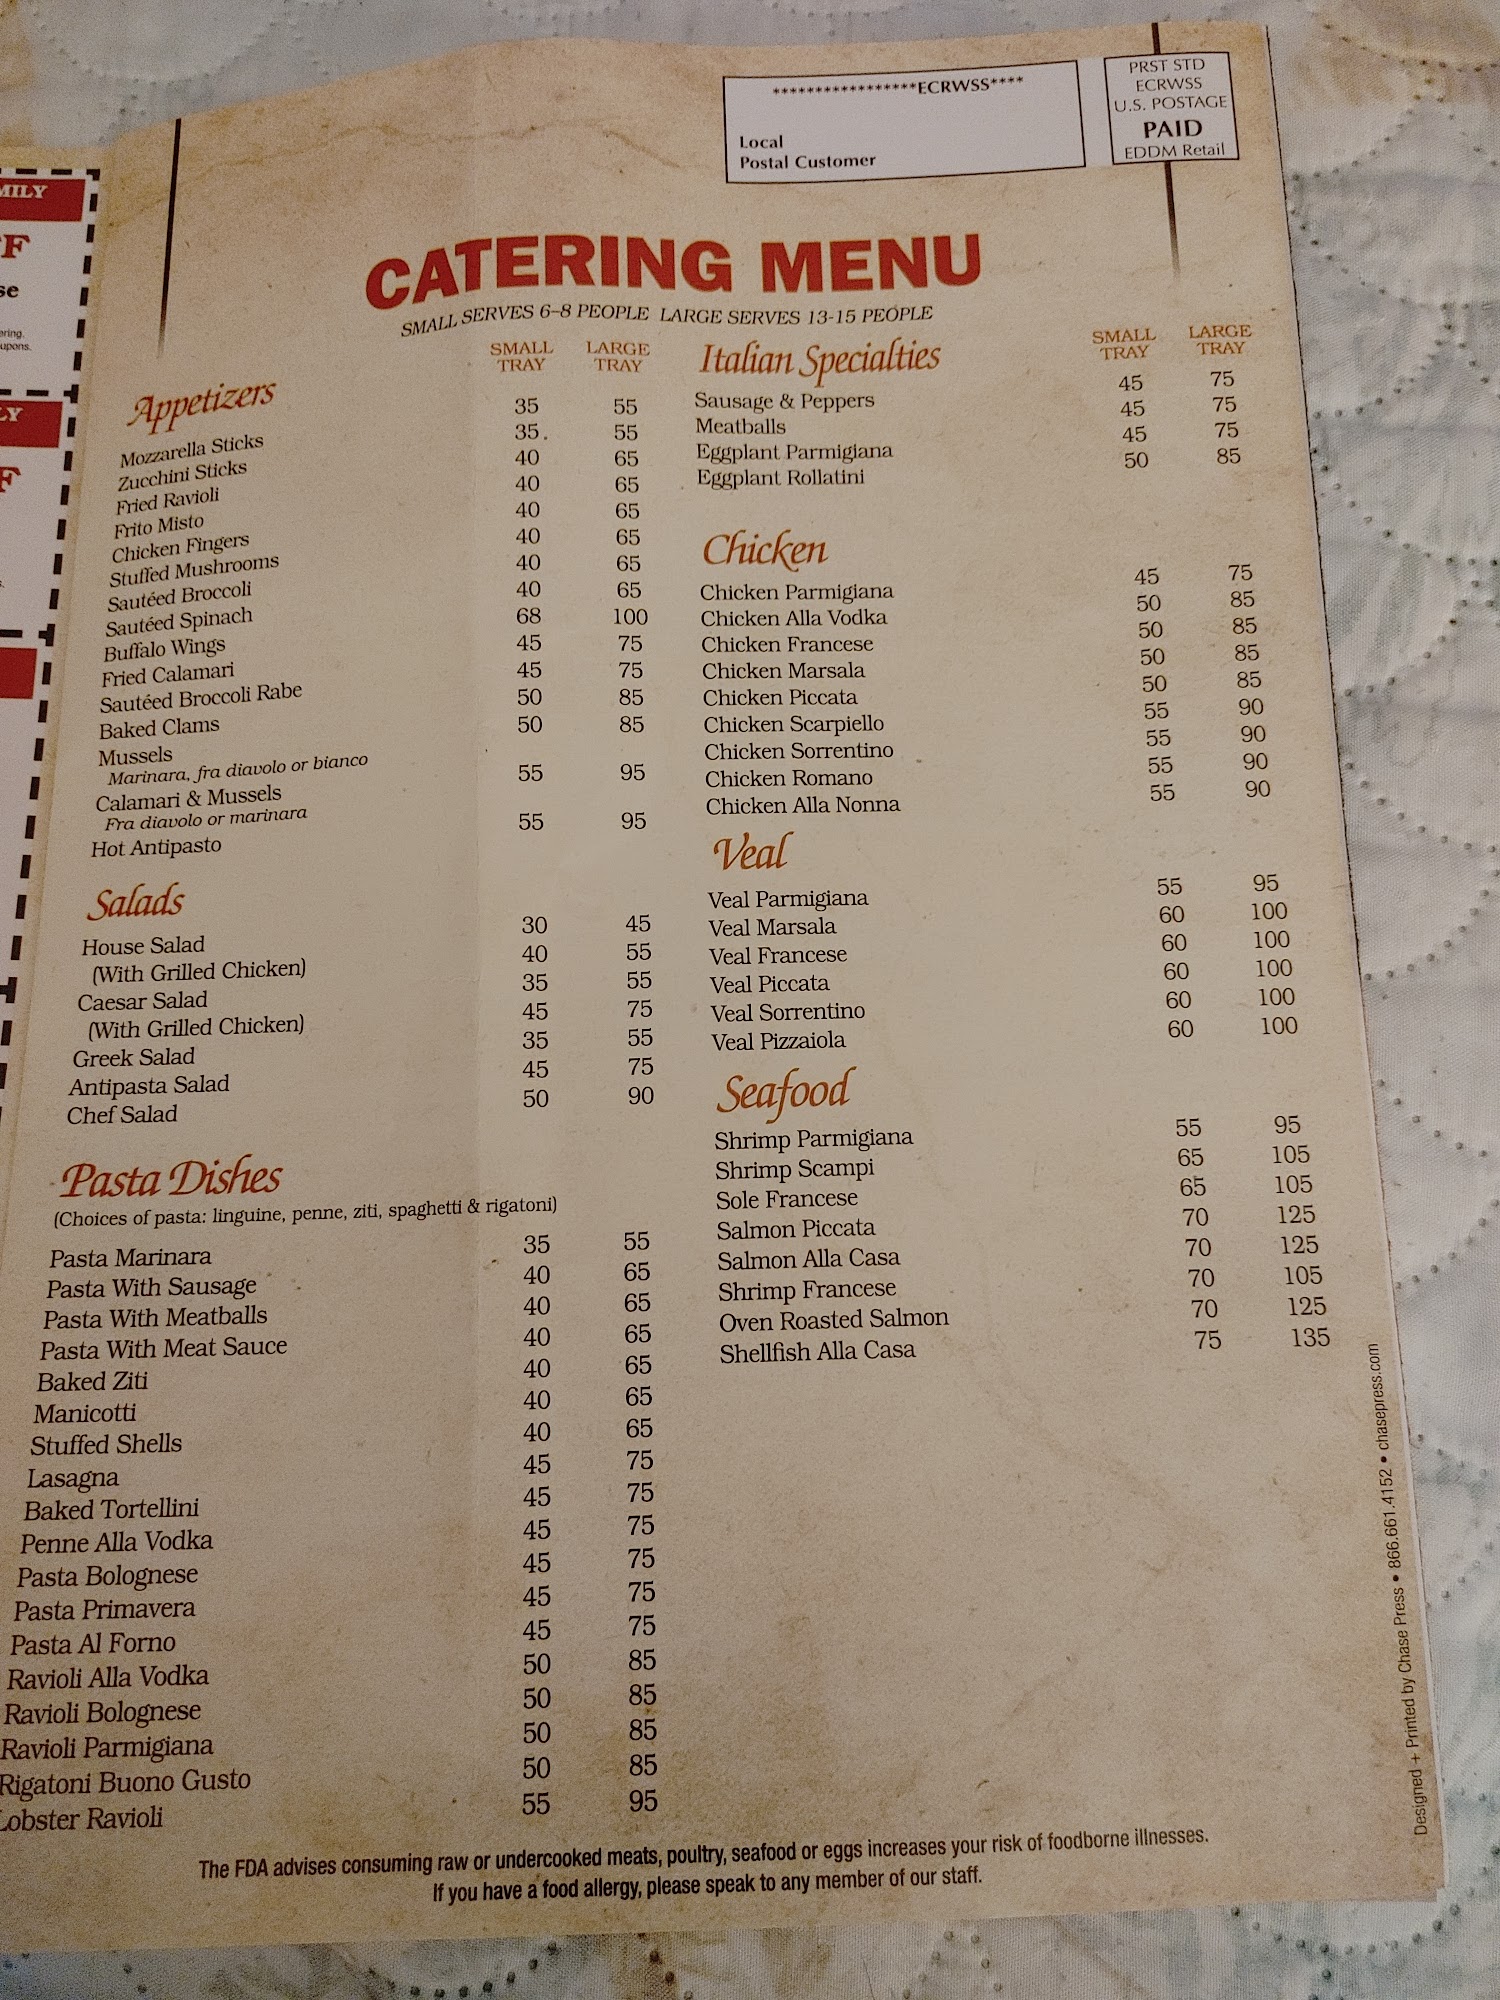 MILY
F
se
ering.
upons.
LY
F
*****************ECRWSS****
Local
Postal Customer
PRST STD
ECRWSS
U.S. POSTAGE
PAID
EDDM Retail
CATERING MENU
SMALL SERVES 6–8 PEOPLE LARGE SERVES 13-15 PEOPLE
SMALL TRAY LARGE TRAY
Appetizers
Mozzarella Sticks 35 55
Zucchini Sticks 35 55
Fried Ravioli 40 65
Frito Misto 40 65
Chicken Fingers 40 65
Stuffed Mushrooms 40 65
Sautéed Broccoli 40 65
Sautéed Spinach 40 65
Buffalo Wings 68 100
Fried Calamari 45 75
Sautéed Broccoli Rabe 45 75
Baked Clams 50 85
Mussels 50 85
Marinara, fra diavolo or bianco
Calamari & Mussels 55 95
Fra diavolo or marinara
Hot Antipasto 55 95
Salads
House Salad 30 45
(With Grilled Chicken) 40 55
Caesar Salad 35 55
(With Grilled Chicken) 45 75
Greek Salad 35 55
Antipasta Salad 45 75
Chef Salad 50 90
Pasta Dishes
(Choices of pasta: linguine, penne, ziti, spaghetti & rigatoni)
Pasta Marinara 35 55
Pasta With Sausage 40 65
Pasta With Meatballs 40 65
Pasta With Meat Sauce 40 65
Baked Ziti 40 65
Manicotti 40 65
Stuffed Shells 40 65
Lasagna 45 75
Baked Tortellini 45 75
Penne Alla Vodka 45 75
Pasta Bolognese 45 75
Pasta Primavera 45 75
Pasta Al Forno 45 75
Ravioli Alla Vodka 50 85
Ravioli Bolognese 50 85
Ravioli Parmigiana 50 85
Rigatoni Buono Gusto 50 85
Lobster Ravioli 55 95
SMALL TRAY LARGE TRAY
Italian Specialties
Sausage & Peppers 45 75
Meatballs 45 75
Eggplant Parmigiana 45 75
Eggplant Rollatini 50 85
Chicken
Chicken Parmigiana 45 75
Chicken Alla Vodka 50 85
Chicken Francese 50 85
Chicken Marsala 50 85
Chicken Piccata 50 85
Chicken Scarpiello 55 90
Chicken Sorrentino 55 90
Chicken Romano 55 90
Chicken Alla Nonna 55 90
Veal
Veal Parmigiana 55 95
Veal Marsala 60 100
Veal Francese 60 100
Veal Piccata 60 100
Veal Sorrentino 60 100
Veal Pizzaiola 60 100
Seafood
Shrimp Parmigiana 55 95
Shrimp Scampi 65 105
Sole Francese 65 105
Salmon Piccata 70 125
Salmon Alla Casa 70 125
Shrimp Francese 70 105
Oven Roasted Salmon 70 125
Shellfish Alla Casa 75 135
The FDA advises consuming raw or undercooked meats, poultry, seafood or eggs increases your risk of foodborne illnesses.
If you have a food allergy, please speak to any member of our staff.
Designed + Printed by Chase Press • 866.661.4152 • chasepress.com